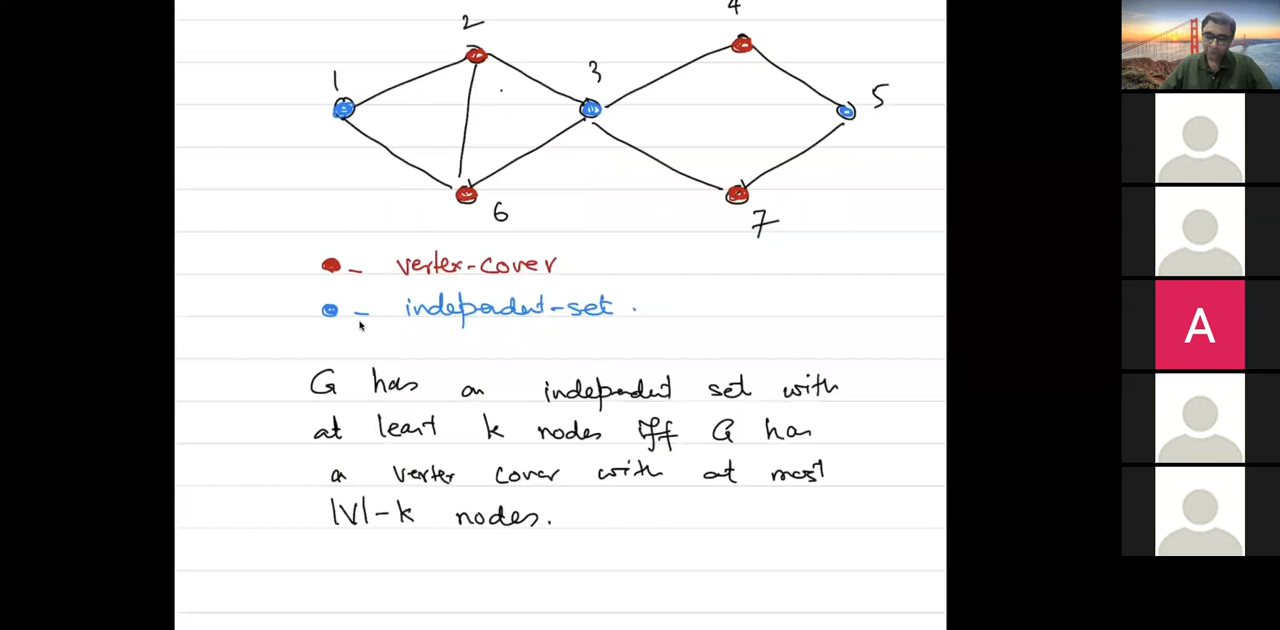 2
4
1
3
5
6
7
- vertex-cover
- independent-set .
G has an independent set with
at least k nodes iff G has
a vertex cover with at most
|V|-k nodes.
A